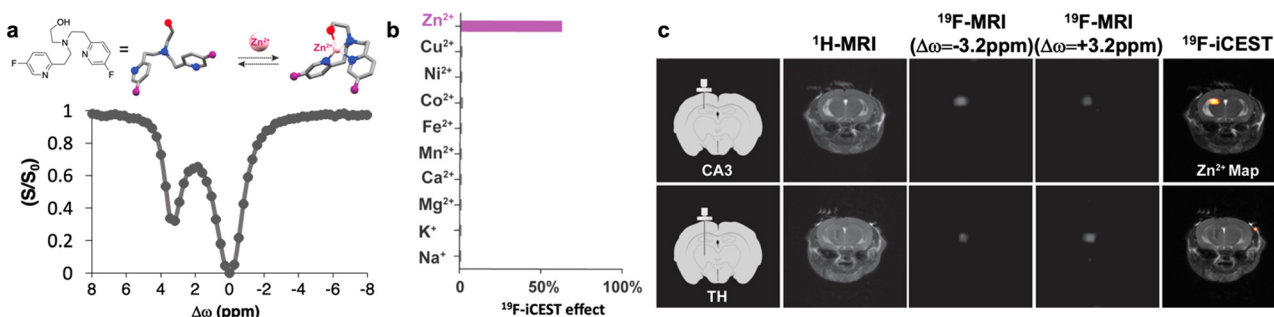 a
OH
N
N
N
F
F
=
Zn²⁺
Zn²⁺
(S/S₀)
1
0.8
0.6
0.4
0.2
0
8
6
4
2
0
-2
-4
-6
-8
Δω (ppm)
b
Zn²⁺
Cu²⁺
Ni²⁺
Co²⁺
Fe²⁺
Mn²⁺
Ca²⁺
Mg²⁺
K⁺
Na⁺
0
50%
100%
¹⁹F-iCEST effect
c
¹H-MRI
¹⁹F-MRI
(Δω=-3.2ppm)
¹⁹F-MRI
(Δω=+3.2ppm)
¹⁹F-iCEST
CA3
Zn²⁺ Map
TH